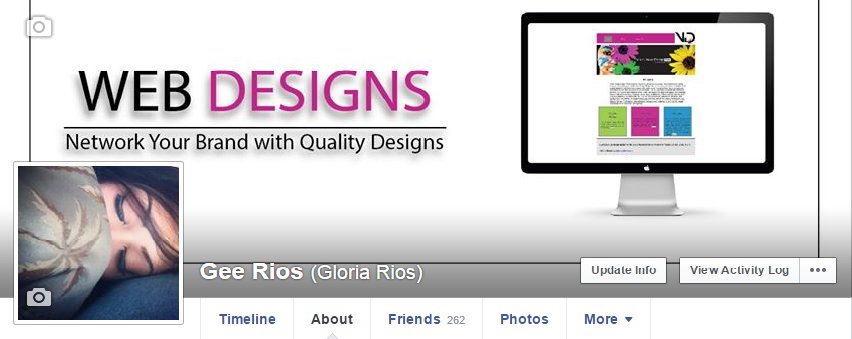 WEB DESIGNS
Network Your Brand with Quality Designs
Gee Rios (Gloria Rios)
Update Info
View Activity Log
Timeline
About
Friends 262
Photos
More